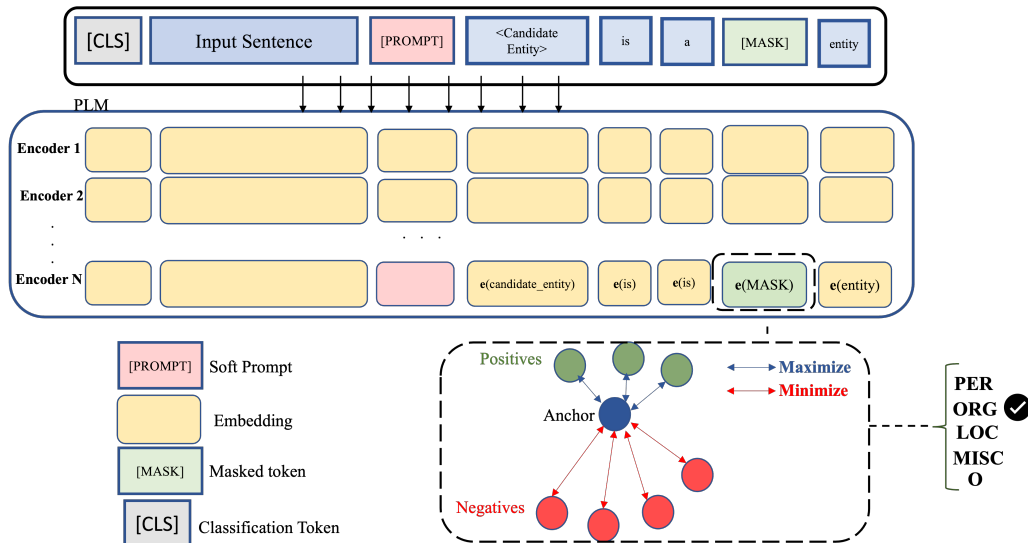 [CLS]
Input Sentence
[PROMPT]
<Candidate
Entity>
is
a
[MASK]
entity
PLM
Encoder 1
Encoder 2
.
.
.
. . .
Encoder N
e(candidate_entity)
e(is)
e(is)
e(MASK)
e(entity)
[PROMPT]
Soft Prompt
Embedding
[MASK]
Masked token
[CLS]
Classification Token
Positives
Maximize
Minimize
Anchor
Negatives
PER
ORG
LOC
MISC
O